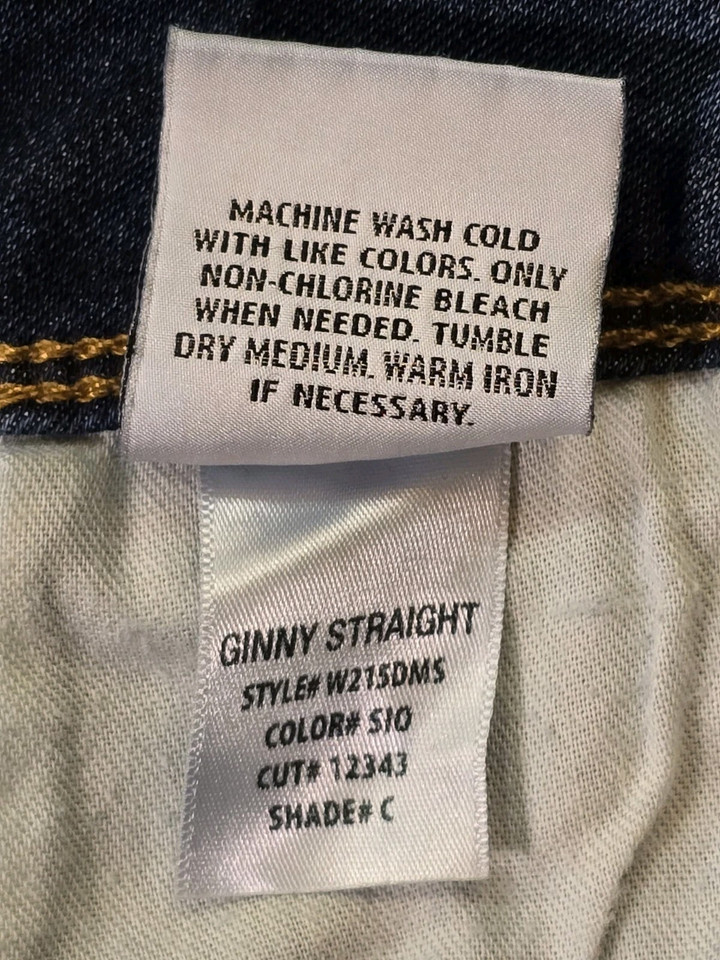 MACHINE WASH COLD
WITH LIKE COLORS. ONLY
NON-CHLORINE BLEACH
WHEN NEEDED. TUMBLE
DRY MEDIUM. WARM IRON
IF NECESSARY.
GINNY STRAIGHT
STYLE# W215DMS
COLOR# SIO
CUT# 12343
SHADE# C